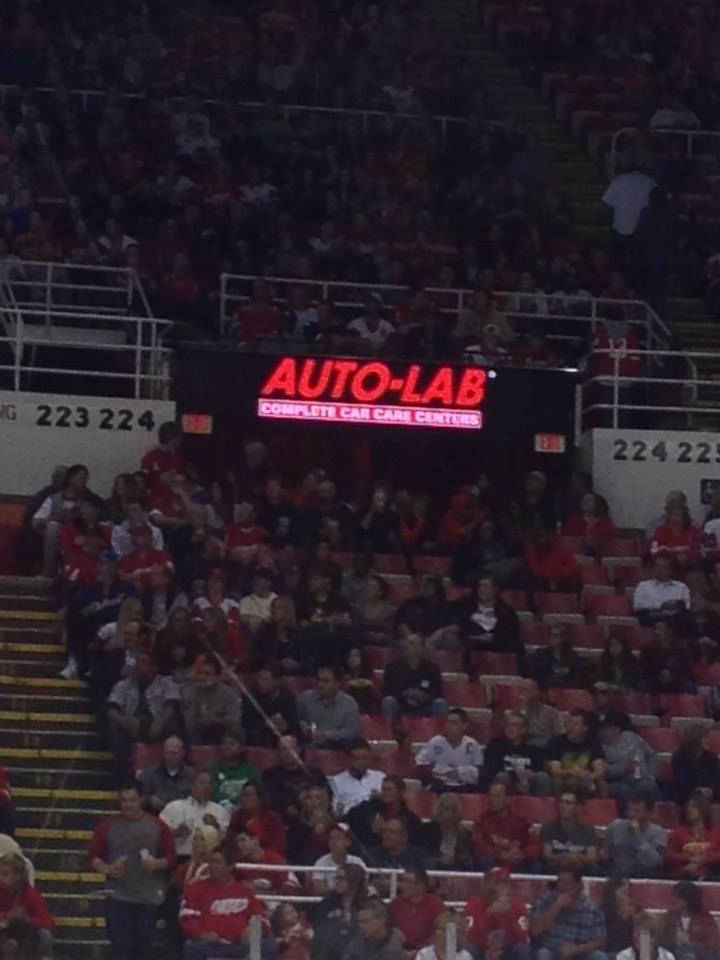 AUTO-LAB
COMPLETE CAR CARE CENTERS
223 224
224 225